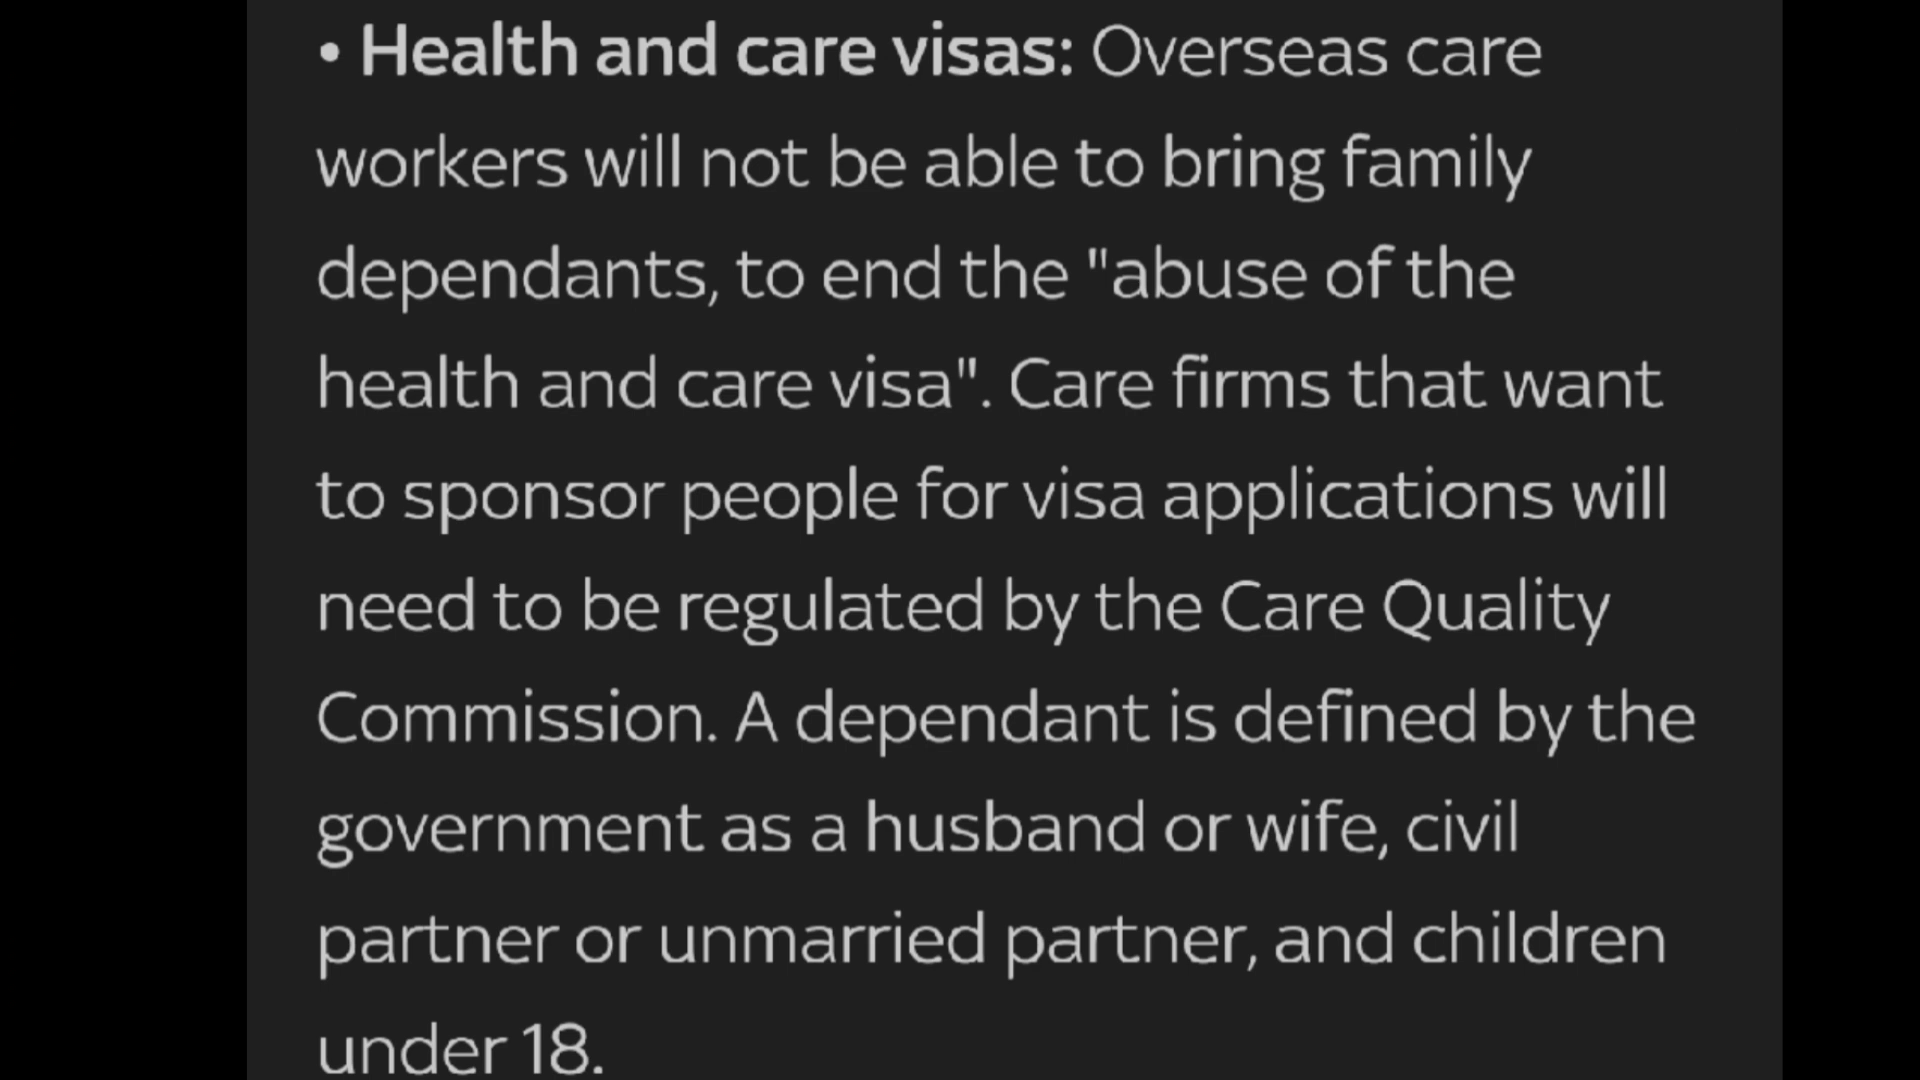 • Health and care visas: Overseas care
workers will not be able to bring family
dependants, to end the "abuse of the
health and care visa". Care firms that want
to sponsor people for visa applications will
need to be regulated by the Care Quality
Commission. A dependant is defined by the
government as a husband or wife, civil
partner or unmarried partner, and children
under 18.